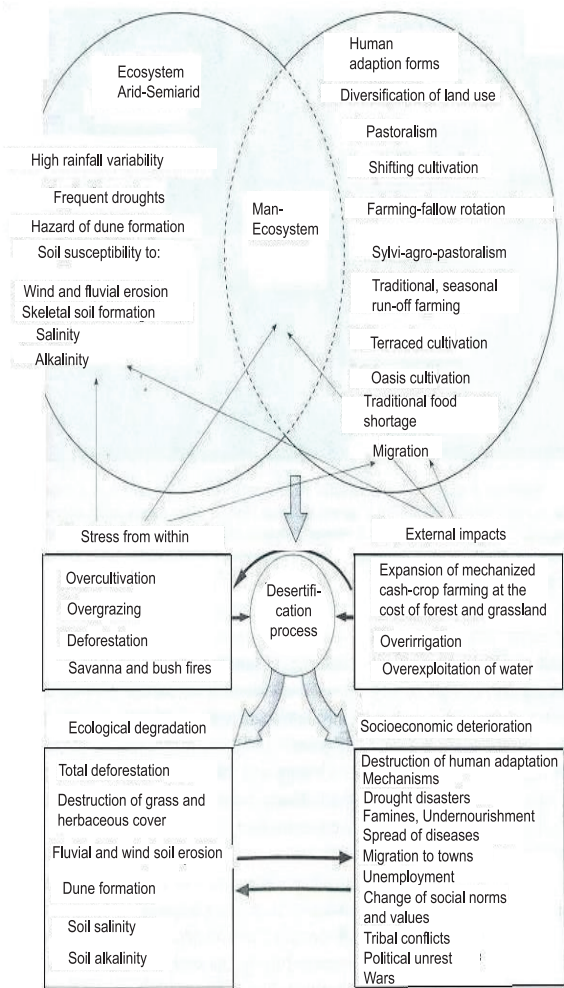 Ecosystem
Arid-Semiarid
High rainfall variability
Frequent droughts
Hazard of dune formation
Soil susceptibility to:
Wind and fluvial erosion
Skeletal soil formation
Salinity
Alkalinity
Man-
Ecosystem
Human
adaption forms
Diversification of land use
Pastoralism
Shifting cultivation
Farming-fallow rotation
Sylvi-agro-pastoralism
Traditional, seasonal
run-off farming
Terraced cultivation
Oasis cultivation
Traditional food
shortage
Migration
Stress from within
Overcultivation
Overgrazing
Deforestation
Savanna and bush fires
Desertifi-
cation
process
External impacts
Expansion of mechanized
cash-crop farming at the
cost of forest and grassland
Overirrigation
Overexploitation of water
Ecological degradation
Total deforestation
Destruction of grass and
herbaceous cover
Fluvial and wind soil erosion
Dune formation
Soil salinity
Soil alkalinity
Socioeconomic deterioration
Destruction of human adaptation
Mechanisms
Drought disasters
Famines, Undernourishment
Spread of diseases
Migration to towns
Unemployment
Change of social norms
and values
Tribal conflicts
Political unrest
Wars